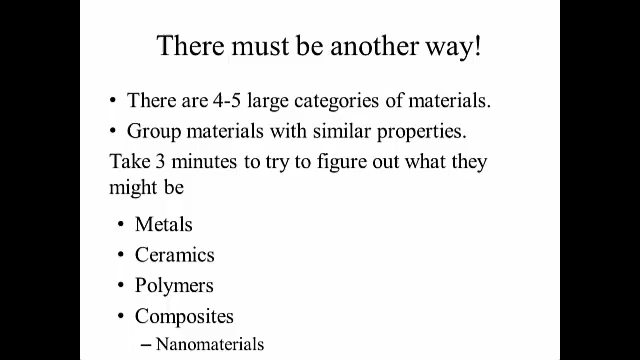 There must be another way!
• There are 4-5 large categories of materials.
• Group materials with similar properties.
Take 3 minutes to try to figure out what they
might be
• Metals
• Ceramics
• Polymers
• Composites
– Nanomaterials